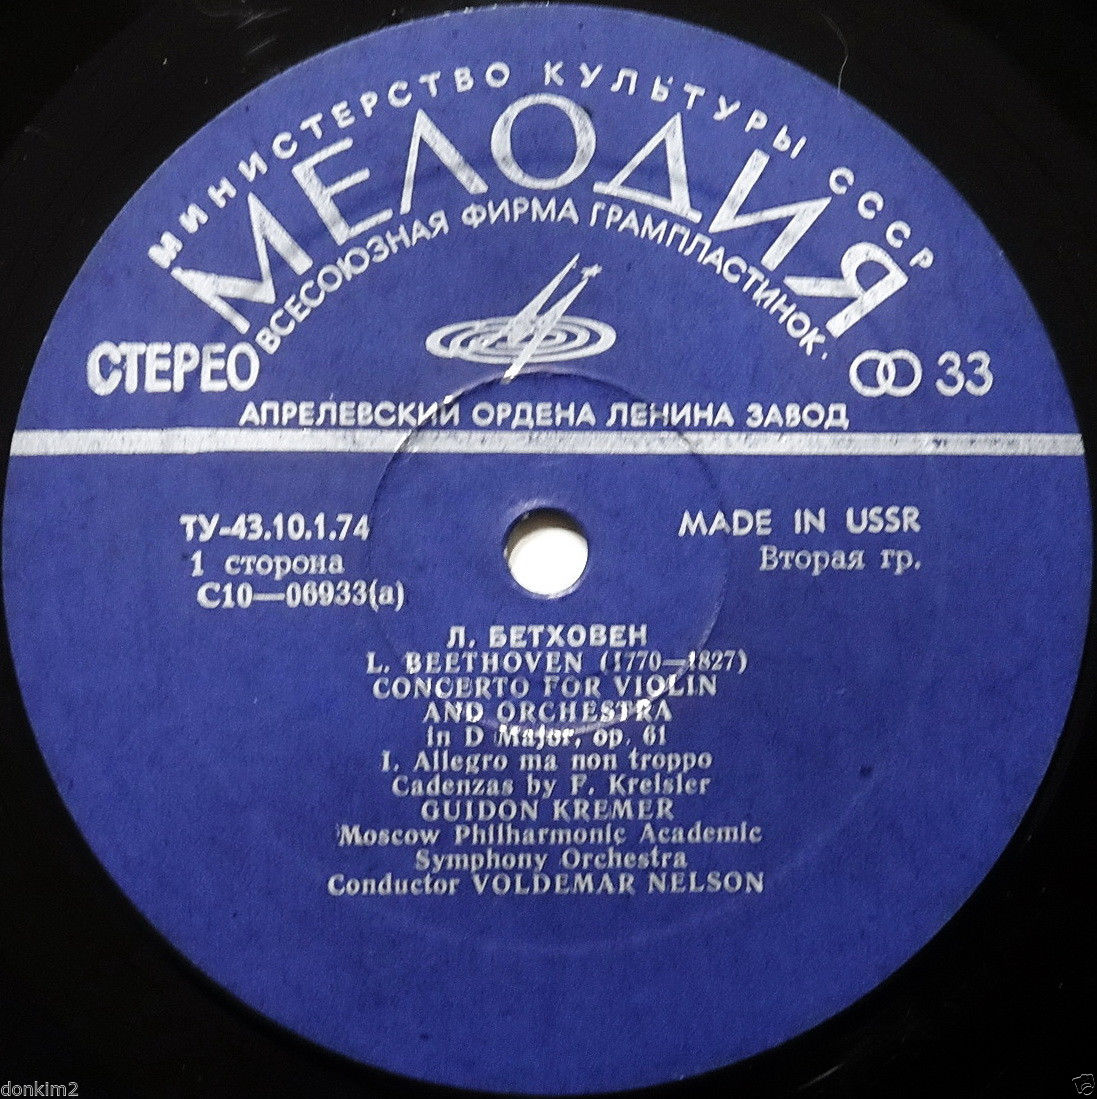 МИНИСТЕРСТВО КУЛЬТУРЫ СССР
МЕЛОДИЯ
ВСЕСОЮЗНАЯ ФИРМА ГРАМПЛАСТИНОК.
СТЕРЕО
33
АПРЕЛЕВСКИЙ ОРДЕНА ЛЕНИНА ЗАВОД
ТУ-43.10.1.74
MADE IN USSR
1 сторона
Вторая гр.
С10—06933(а)
Л. БЕТХОВЕН
L. BEETHOVEN (1770—1827)
CONCERTO FOR VIOLIN
AND ORCHESTRA
in D Major, op. 61
I. Allegro ma non troppo
Cadenzas by F. Kreisler
GUIDON KREMER
Moscow Philharmonic Academic
Symphony Orchestra
Conductor VOLDEMAR NELSON
donkim2